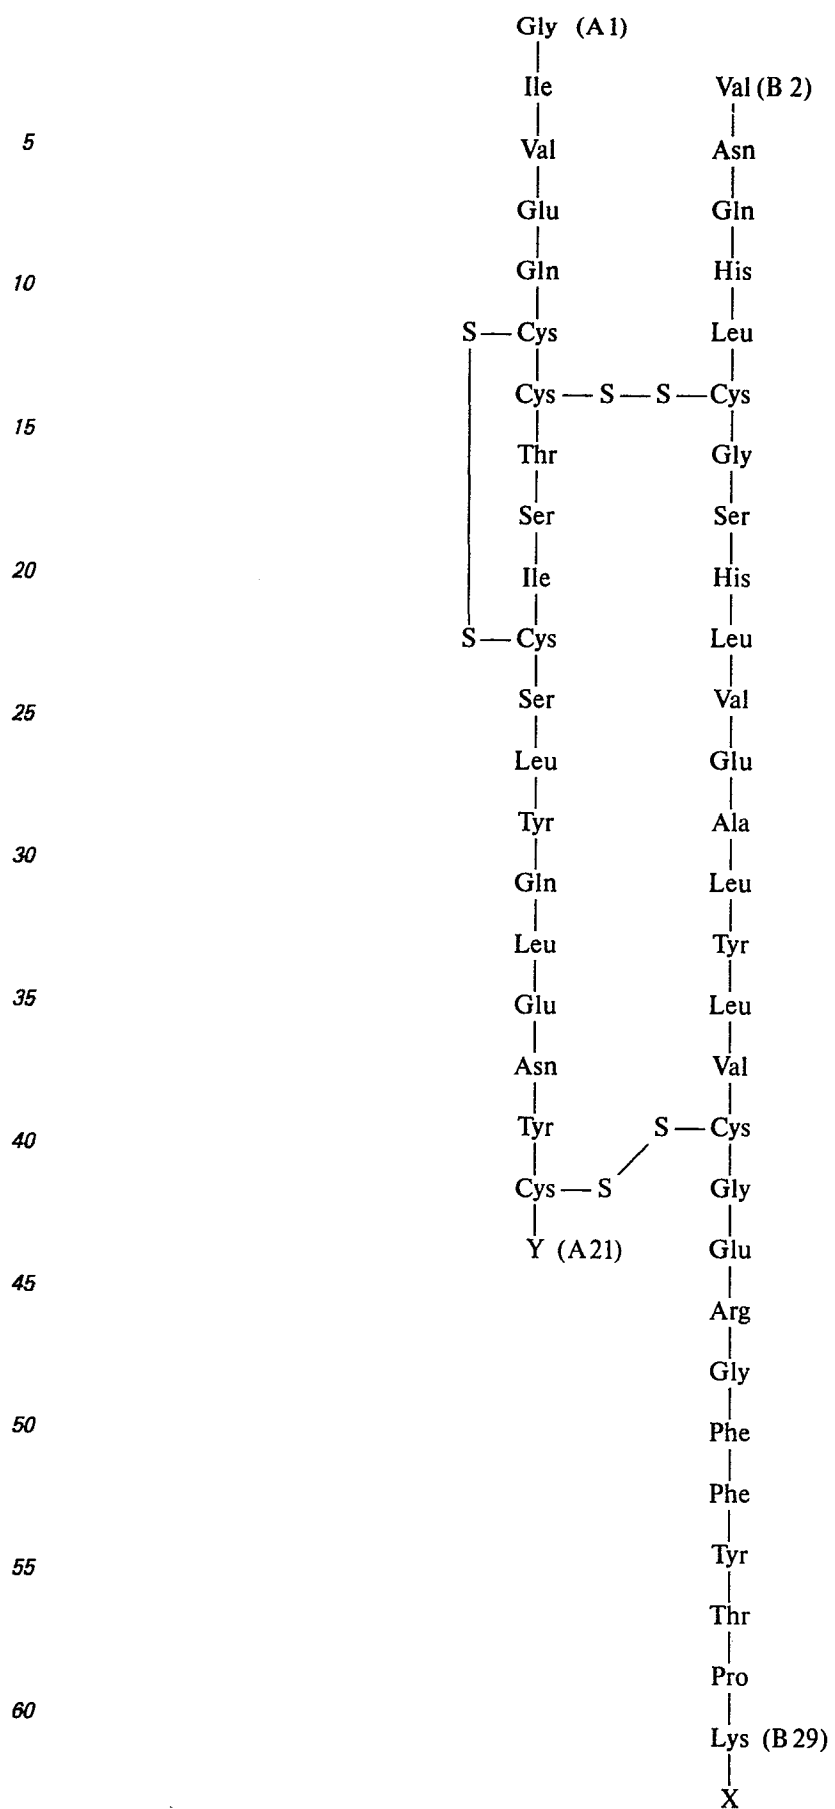 Gly (A1)
Ile Val (B 2)
5
Val Asn
Glu Gln
10 Gln His
S—Cys Leu
Cys—S—S—Cys
15
Thr Gly
Ser Ser
20 Ile His
S—Cys Leu
25 Ser Val
Leu Glu
Tyr Ala
30
Gln Leu
Leu Tyr
35 Glu Leu
Asn Val
40 Tyr S—Cys
Cys—S Gly
Y (A21) Glu
45
Arg
Gly
50 Phe
Phe
55 Tyr
Thr
Pro
60
Lys (B 29)
X